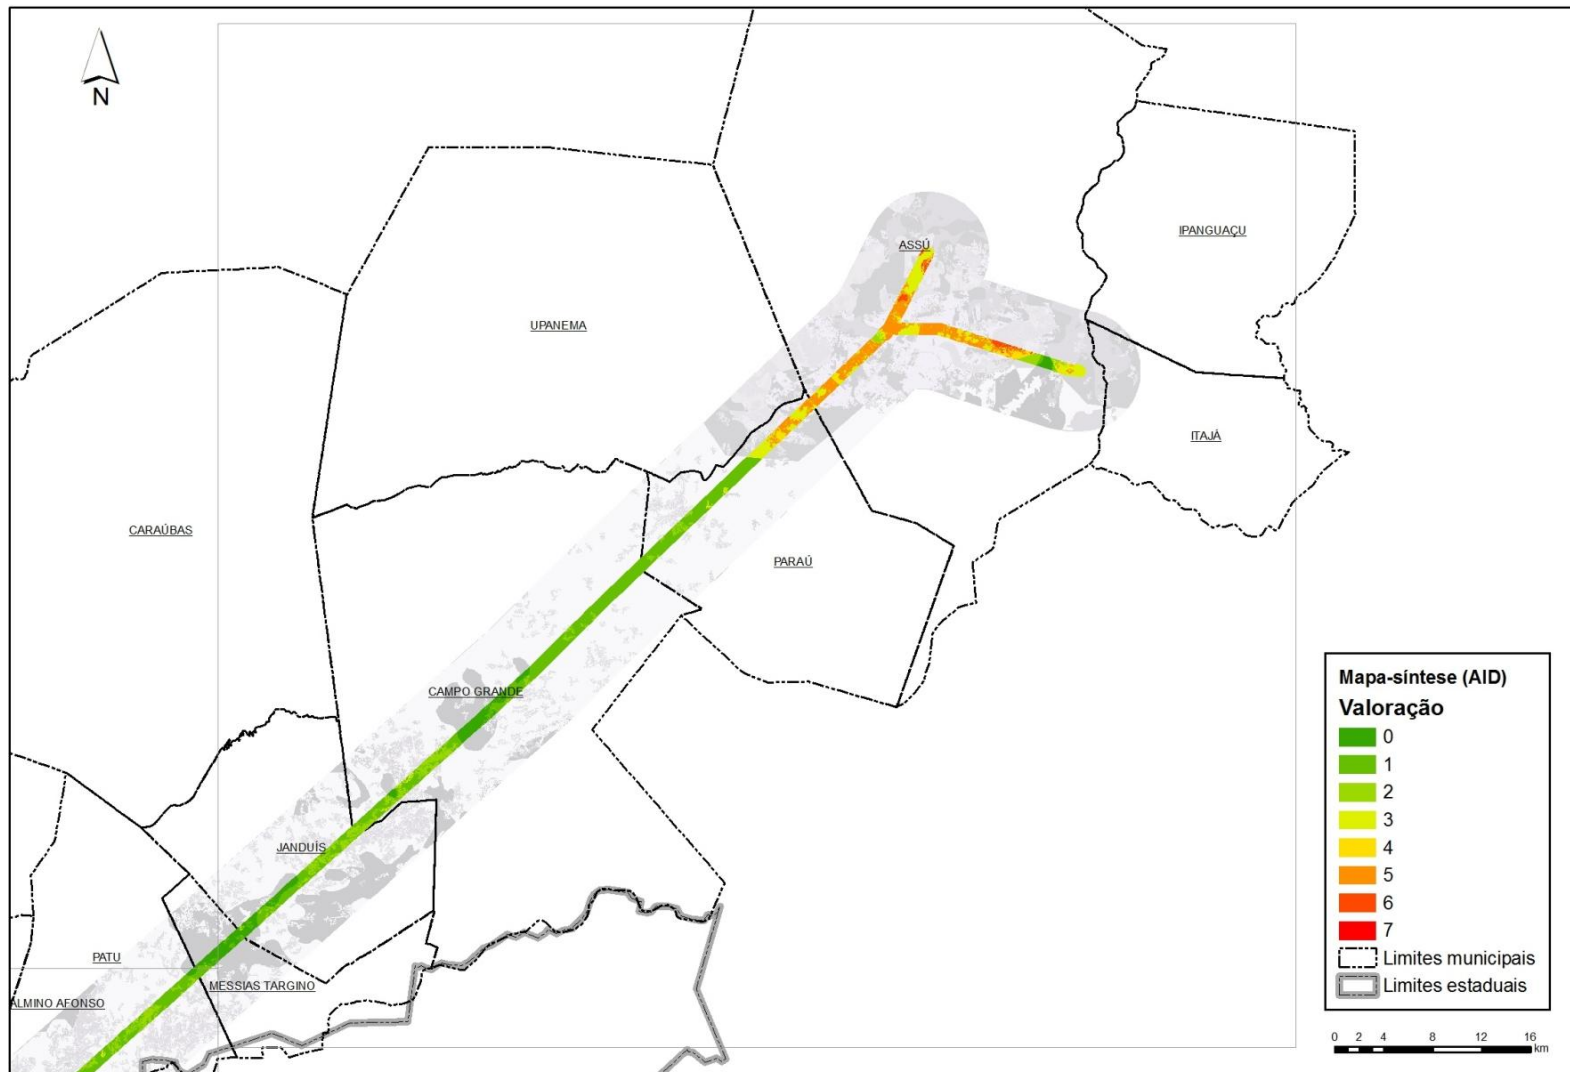 N
ASSÚ
IPANGUAÇU
UPANEMA
ITAJÁ
CARAÚBAS
PARAÚ
CAMPO GRANDE
JANDUÍS
PATU
MESSIAS TARGINO
ALMINO AFONSO
Mapa-síntese (AID)
Valoração
0
1
2
3
4
5
6
7
Limites municipais
Limites estaduais
0 2 4 8 12 16
km